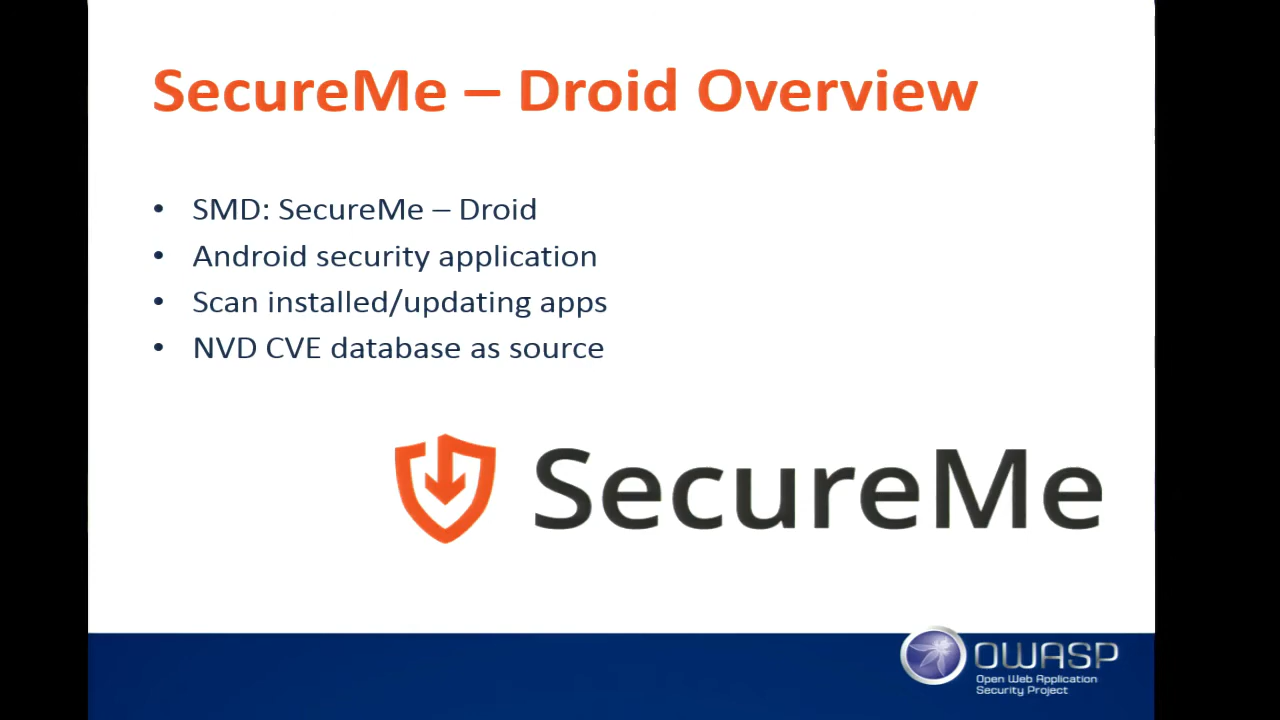 SecureMe – Droid Overview
• SMD: SecureMe – Droid
• Android security application
• Scan installed/updating apps
• NVD CVE database as source
SecureMe
OWASP
Open Web Application
Security Project